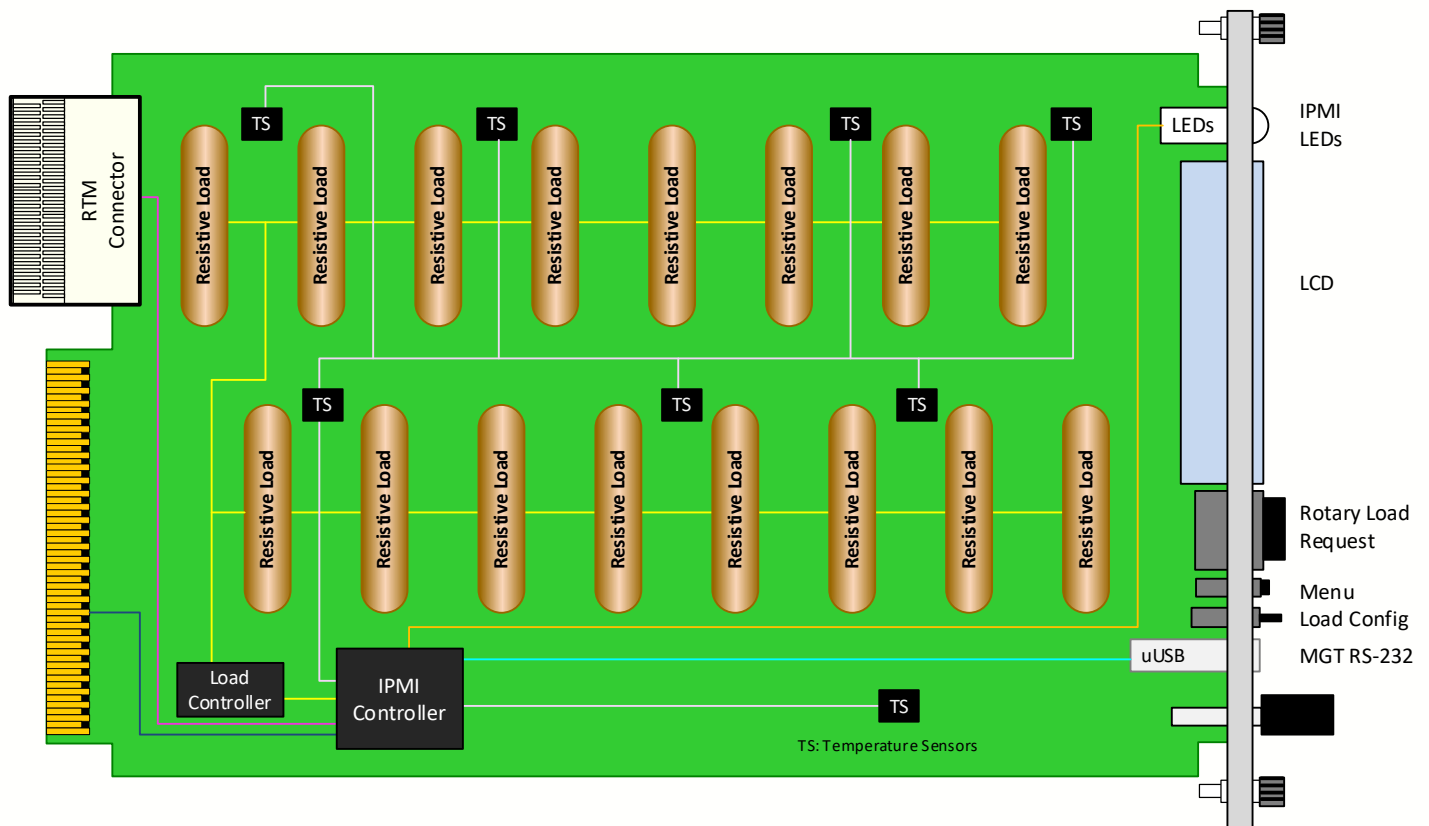 IPMI
LEDs
LEDs
TS
TS
TS
TS
RTM
Connector
Resistive Load
Resistive Load
Resistive Load
Resistive Load
Resistive Load
Resistive Load
Resistive Load
Resistive Load
LCD
TS
TS
TS
Resistive Load
Resistive Load
Resistive Load
Resistive Load
Resistive Load
Resistive Load
Resistive Load
Resistive Load
Rotary Load
Request
Menu
Load Config
uUSB
MGT RS-232
Load
Controller
IPMI
Controller
TS
TS: Temperature Sensors